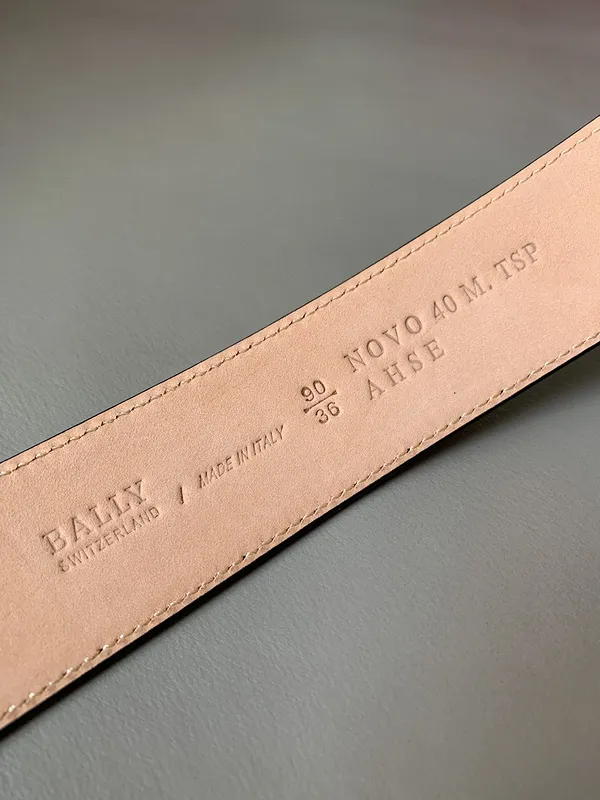 BALLY
SWITZERLAND
/ MADE IN ITALY
90
36
NOVO 40 M. TSP
AHSE